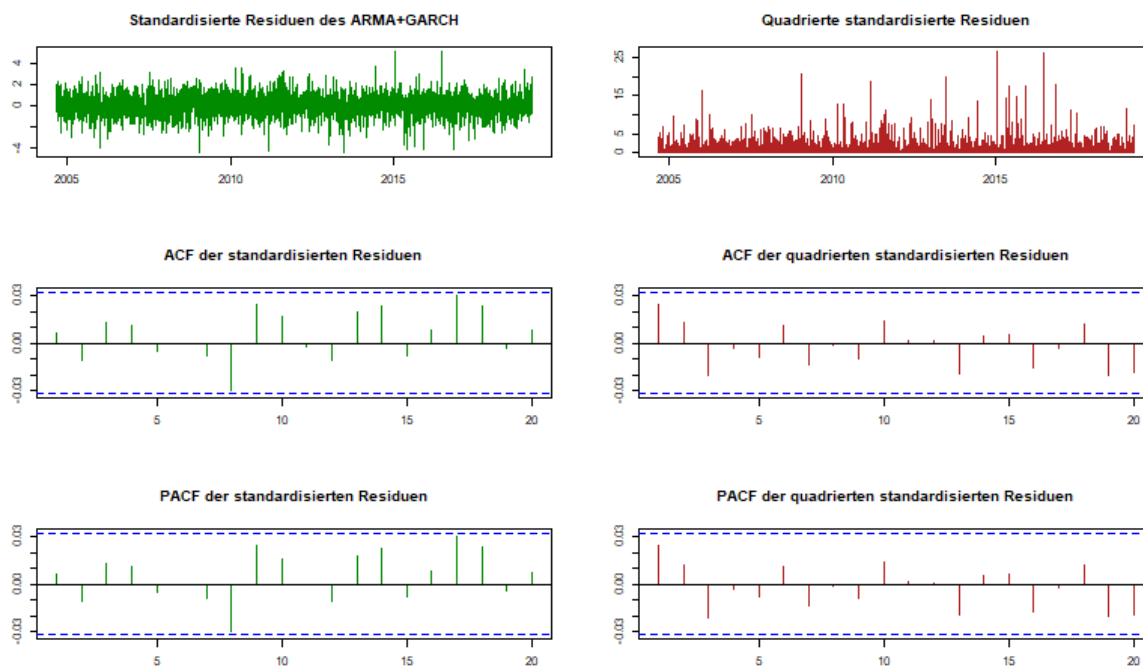 Standardisierte Residuen des ARMA+GARCH
4
0
-4
2005 2010 2015
Quadrierte standardisierte Residuen
25
15
5
0
2005 2010 2015
ACF der standardisierten Residuen
0.03
0.00
-0.03
5 10 15 20
ACF der quadrierten standardisierten Residuen
0.03
0.00
-0.03
5 10 15 20
PACF der standardisierten Residuen
0.03
0.00
-0.03
5 10 15 20
PACF der quadrierten standardisierten Residuen
0.03
0.00
-0.03
5 10 15 20